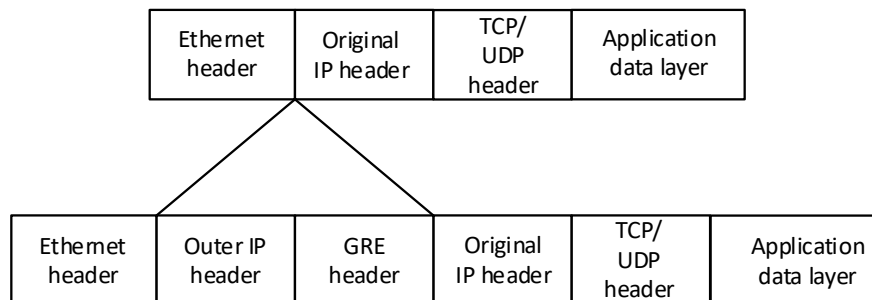 Ethernet
header
Original
IP header
TCP/
UDP
header
Application
data layer
Ethernet
header
Outer IP
header
GRE
header
Original
IP header
TCP/
UDP
header
Application
data layer